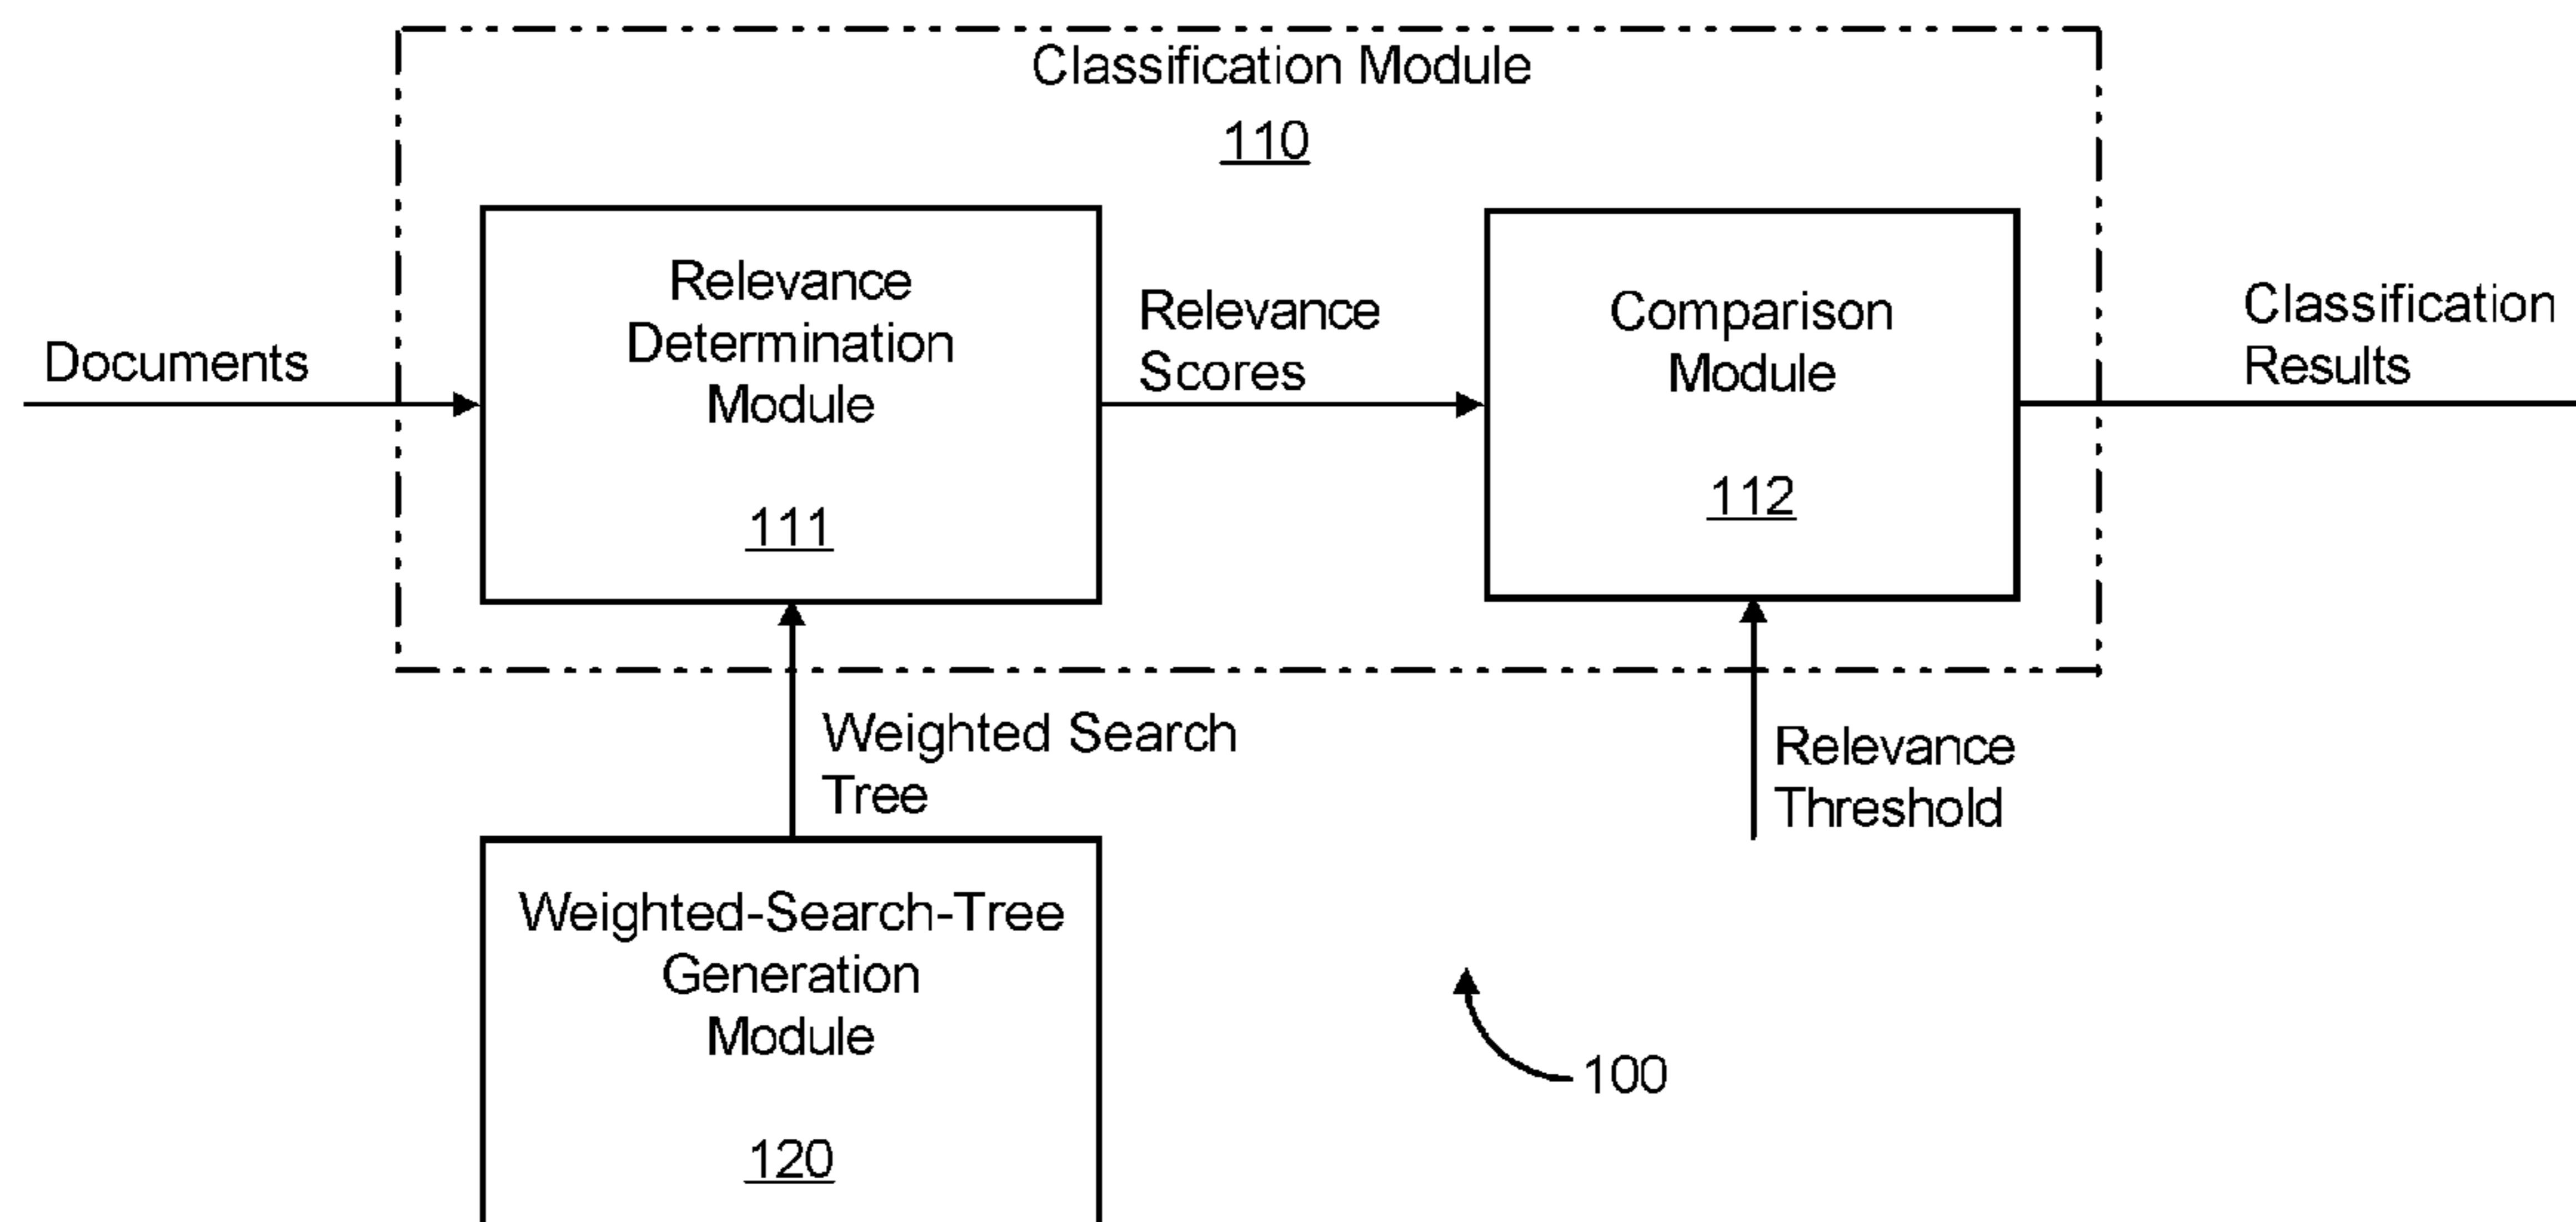 Classification Module
110
Relevance
Determination
Module
111
Documents
Relevance
Scores
Comparison
Module
112
Classification
Results
Weighted Search
Tree
Relevance
Threshold
Weighted-Search-Tree
Generation
Module
120
100